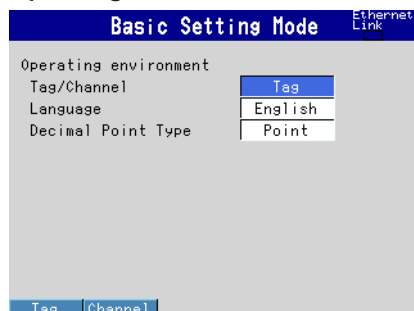 Basic Setting Mode
Ethernet
Link
Operating environment
Tag/Channel Tag
Language English
Decimal Point Type Point
Tag Channel